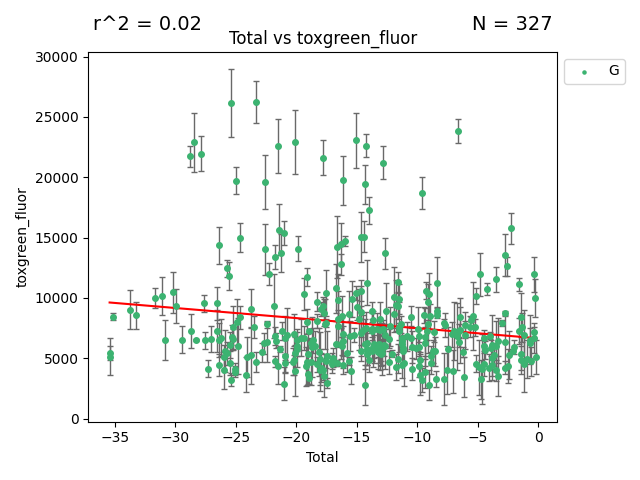 r^2 = 0.02
N = 327
Total vs toxgreen_fluor
G
30000
25000
20000
15000
10000
5000
0
toxgreen_fluor
−35
−30
−25
−20
−15
−10
−5
0
Total